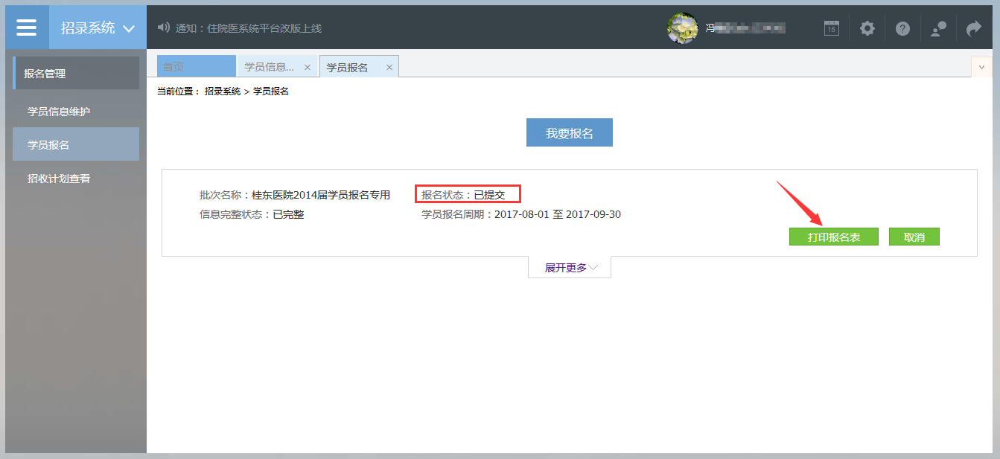 招录系统
通知：住院医系统平台改版上线
冯
15
报名管理
学员信息维护
学员报名
招收计划查看
首页
学员信息...
学员报名
当前位置： 招录系统 > 学员报名
我要报名
批次名称：桂东医院2014届学员报名专用
报名状态：已提交
信息完整状态：已完整
学员报名周期：2017-08-01 至 2017-09-30
打印报名表
取消
展开更多